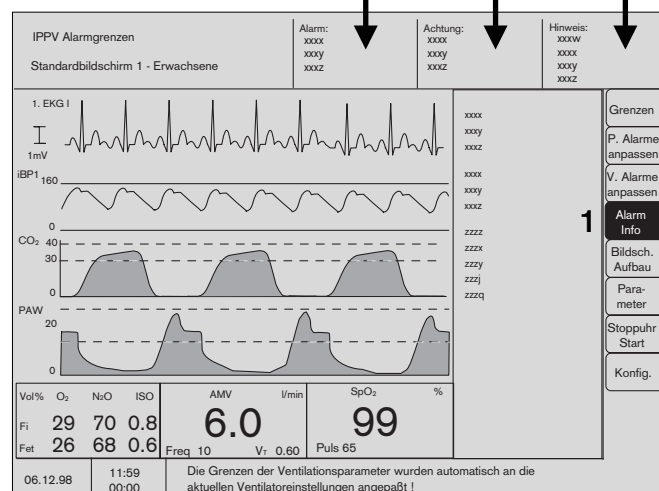 IPPV Alarmgrenzen
Standardbildschirm 1 - Erwachsene
Alarm:
xxxx
xxxy
xxxz
Achtung:
xxxx
xxxy
xxxz
Hinweis:
xxxw
xxxx
xxxy
xxxz
1. EKG I
1mV
iBP1 160
0
CO₂ 40
30
0
PAW
20
0
xxxx
xxxy
xxxz
xxxx
xxxy
xxxz
zzzz
zzzx
zzzy
zzzj
zzzq
1
Grenzen
P. Alarme
anpassen
V. Alarme
anpassen
Alarm
Info
Bildsch.
Aufbau
Para-
meter
Stoppuhr
Start
Konfig.
Vol% O₂ N₂O ISO
Fi 29 70 0.8
Fet 26 68 0.6
AMV l/min
6.0
Freq 10 VT 0.60
SpO₂ %
99
Puls 65
06.12.98
11:59
00:00
Die Grenzen der Ventilationsparameter wurden automatisch an die
aktuellen Ventilatoreinstellungen angepaßt !